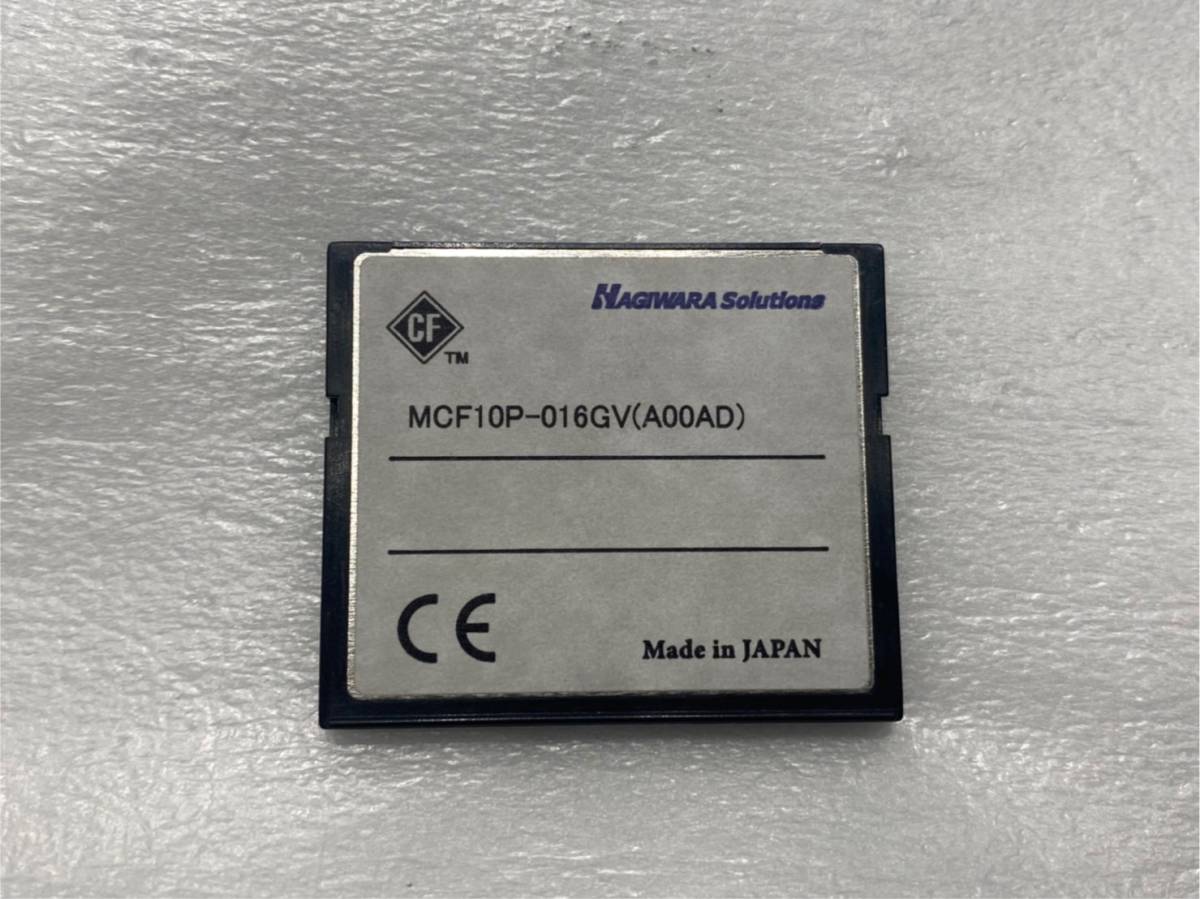 CF
TM
HAGIWARA Solutions
MCF10P-016GV(A00AD)
CE
Made in JAPAN